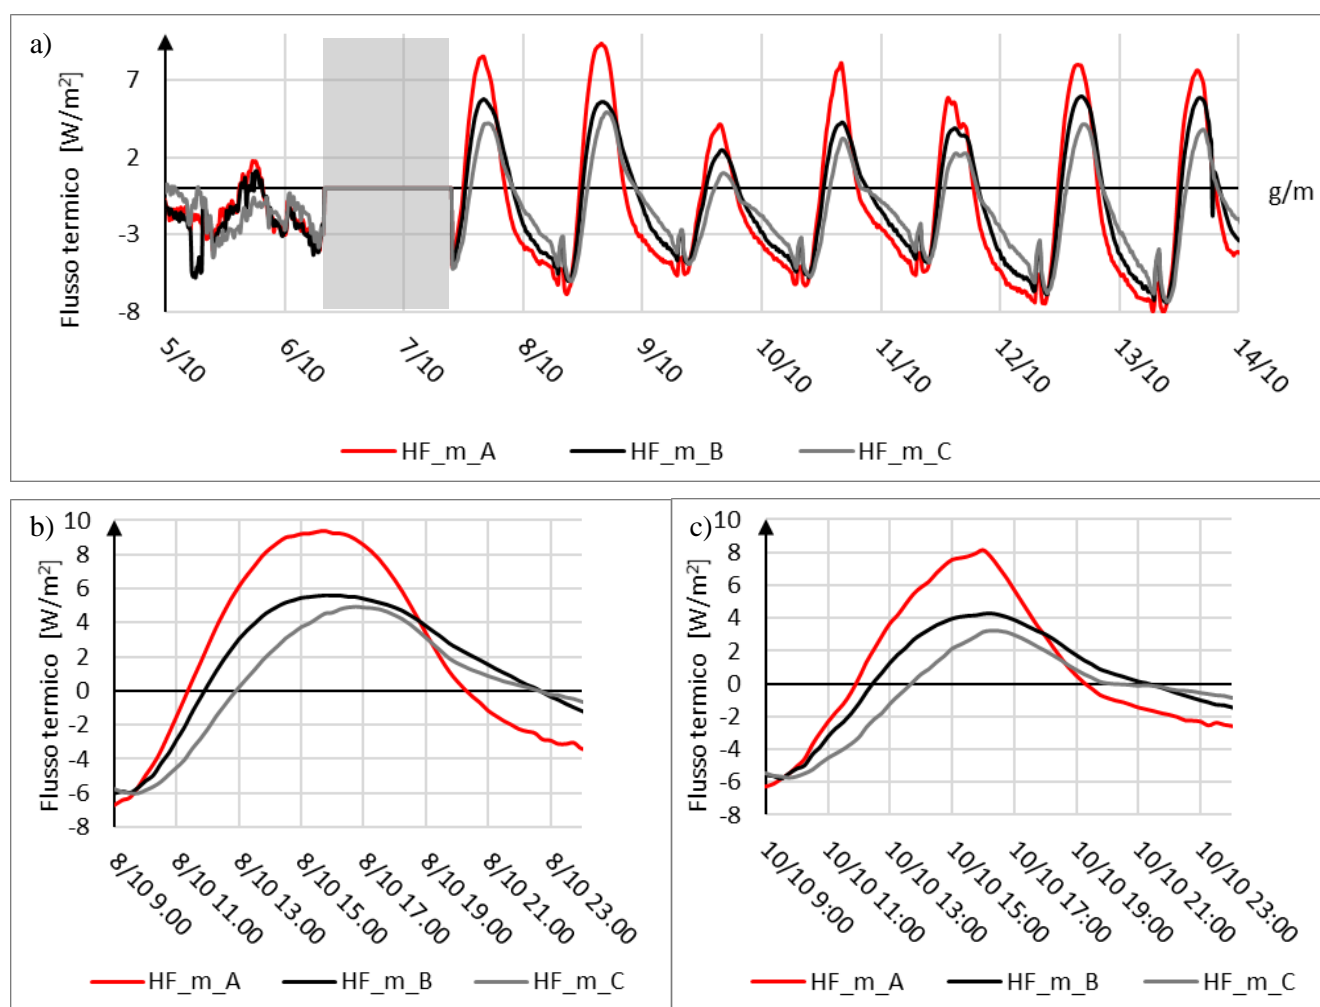 a)
Flusso termico [W/m²]
7
2
-3
-8
g/m
5/10 6/10 7/10 8/10 9/10 10/10 11/10 12/10 13/10 14/10
HF_m_A HF_m_B HF_m_C
b)
Flusso termico [W/m²]
10
8
6
4
2
0
-2
-4
-6
-8
8/10 9:00 8/10 11:00 8/10 13:00 8/10 15:00 8/10 17:00 8/10 19:00 8/10 21:00 8/10 23:00
HF_m_A HF_m_B HF_m_C
c)
Flusso termico [W/m²]
10
8
6
4
2
0
-2
-4
-6
-8
10/10 9:00 10/10 11:00 10/10 13:00 10/10 15:00 10/10 17:00 10/10 19:00 10/10 21:00 10/10 23:00
HF_m_A HF_m_B HF_m_C